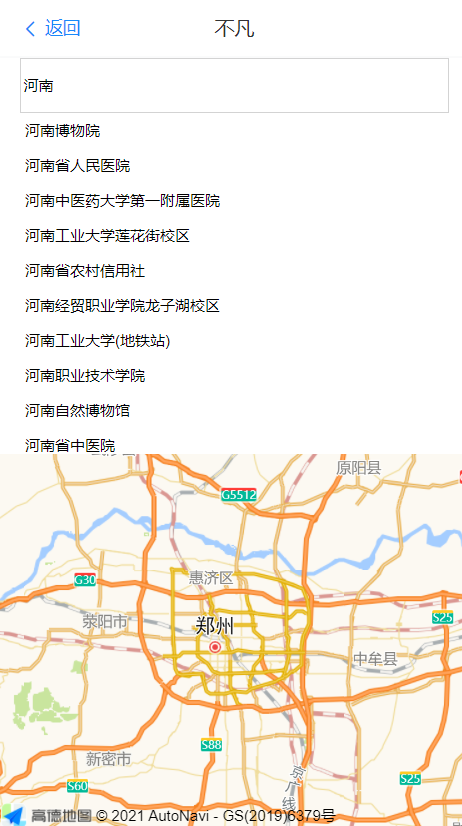 返回
不凡
河南
河南博物院
河南省人民医院
河南中医药大学第一附属医院
河南工业大学莲花街校区
河南省农村信用社
河南经贸职业学院龙子湖校区
河南工业大学(地铁站)
河南职业技术学院
河南自然博物馆
河南省中医院
原阳县
G5512
G30
惠济区
荥阳市
郑州
S25
中牟县
S88
新密市
京广线
S60
S25
高德地图 © 2021 AutoNavi - GS(2019)6379号